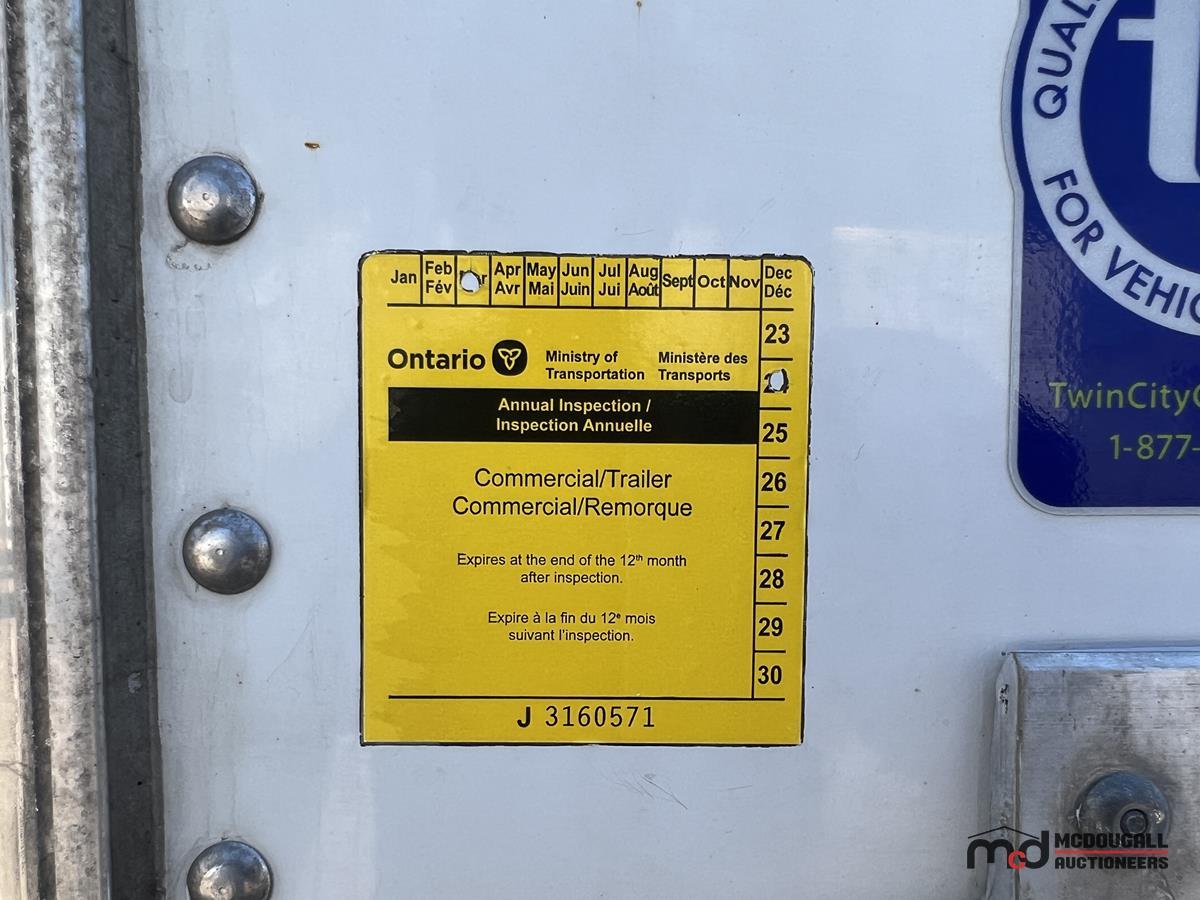 Jan Feb Fév Apr Avr May Mai Jun Juin Jul Jui Aug Août Sept Oct Nov Dec Déc
23
Ontario
Ministry of Transportation
Ministère des Transports
Annual Inspection /
Inspection Annuelle
25
Commercial/Trailer
Commercial/Remorque
26
27
Expires at the end of the 12th month
after inspection.
28
Expire à la fin du 12e mois
suivant l'inspection.
29
30
J 3160571
FOR
1-877-
mcd MCDOUGALL
AUCTIONEERS